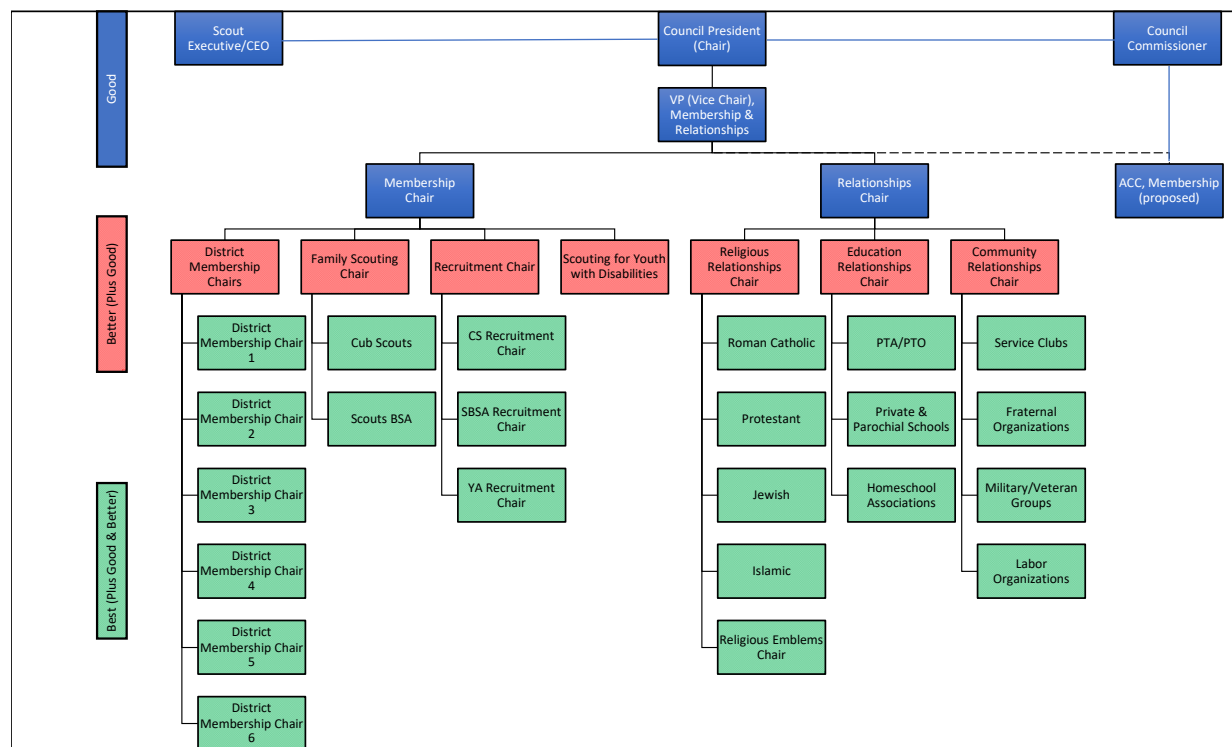 Scout
Executive/CEO
Council President
(Chair)
Council
Commissioner
Good
VP (Vice Chair),
Membership &
Relationships
Membership
Chair
Relationships
Chair
ACC, Membership
(proposed)
Better (Plus Good)
District
Membership
Chairs
Family Scouting
Chair
Recruitment Chair
Scouting for Youth
with Disabilities
Religious
Relationships
Chair
Education
Relationships
Chair
Community
Relationships
Chair
District
Membership Chair
1
Cub Scouts
CS Recruitment
Chair
Roman Catholic
PTA/PTO
Service Clubs
District
Membership Chair
2
Scouts BSA
SBSA Recruitment
Chair
Protestant
Private &
Parochial Schools
Fraternal
Organizations
Best (Plus Good & Better)
District
Membership Chair
3
YA Recruitment
Chair
Jewish
Homeschool
Associations
Military/Veteran
Groups
District
Membership Chair
4
Islamic
Labor
Organizations
District
Membership Chair
5
Religious Emblems
Chair
District
Membership Chair
6